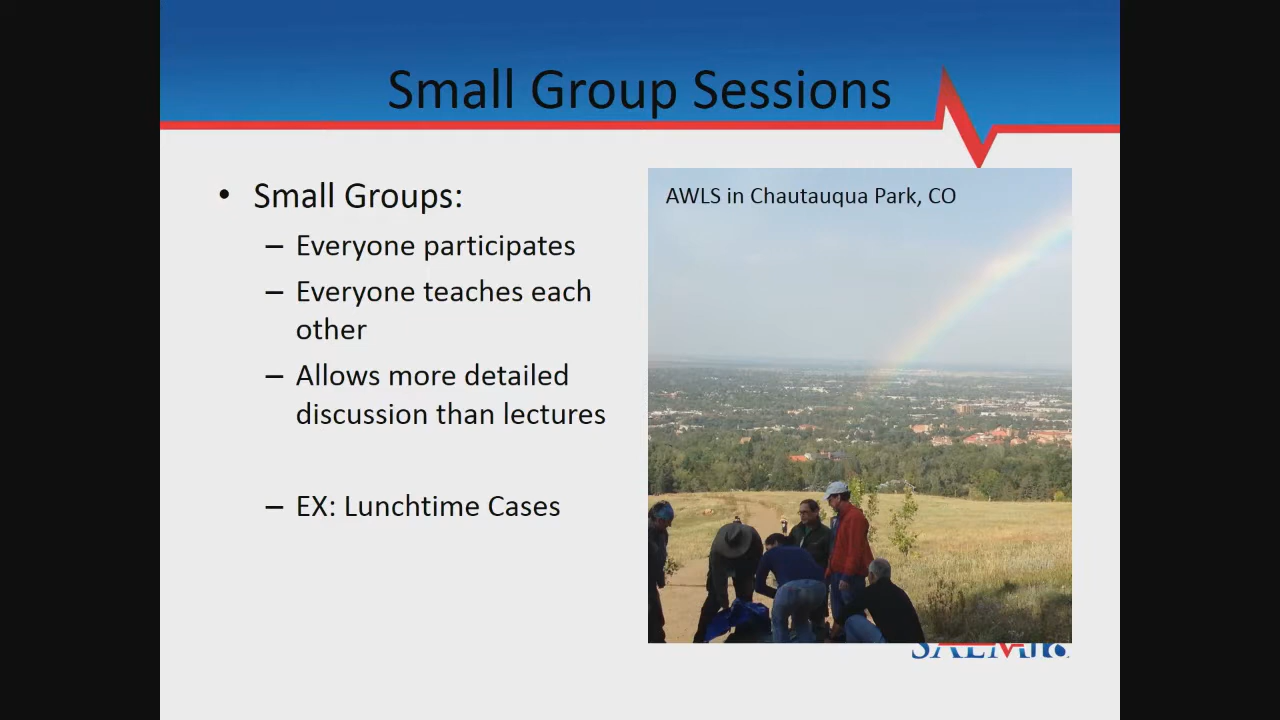 Small Group Sessions
• Small Groups:
– Everyone participates
– Everyone teaches each
other
– Allows more detailed
discussion than lectures
– EX: Lunchtime Cases
AWLS in Chautauqua Park, CO